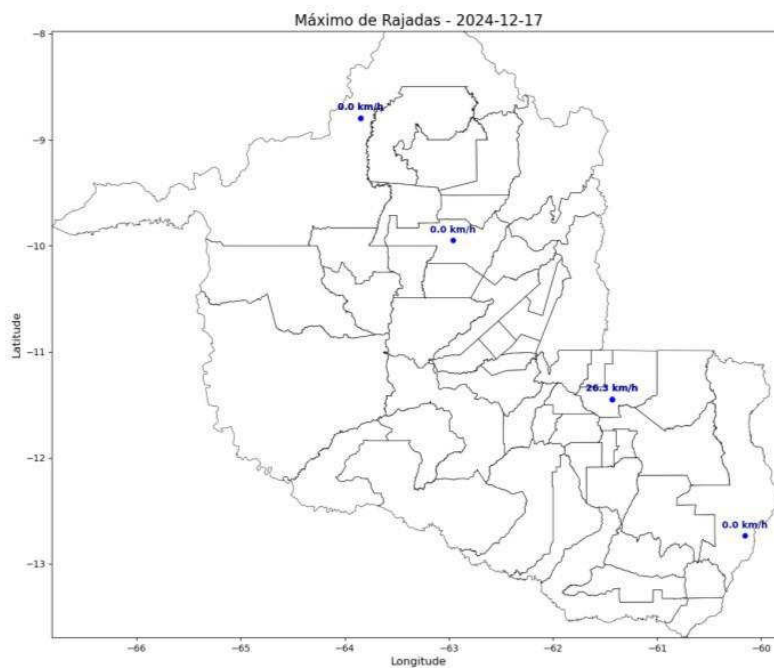 Máximo de Rajadas - 2024-12-17
−8
0.0 km/h
−9
0.0 km/h
−10
Latitude
−11
26.3 km/h
−12
0.0 km/h
−13
−66 −65 −64 −63 −62 −61 −60
Longitude